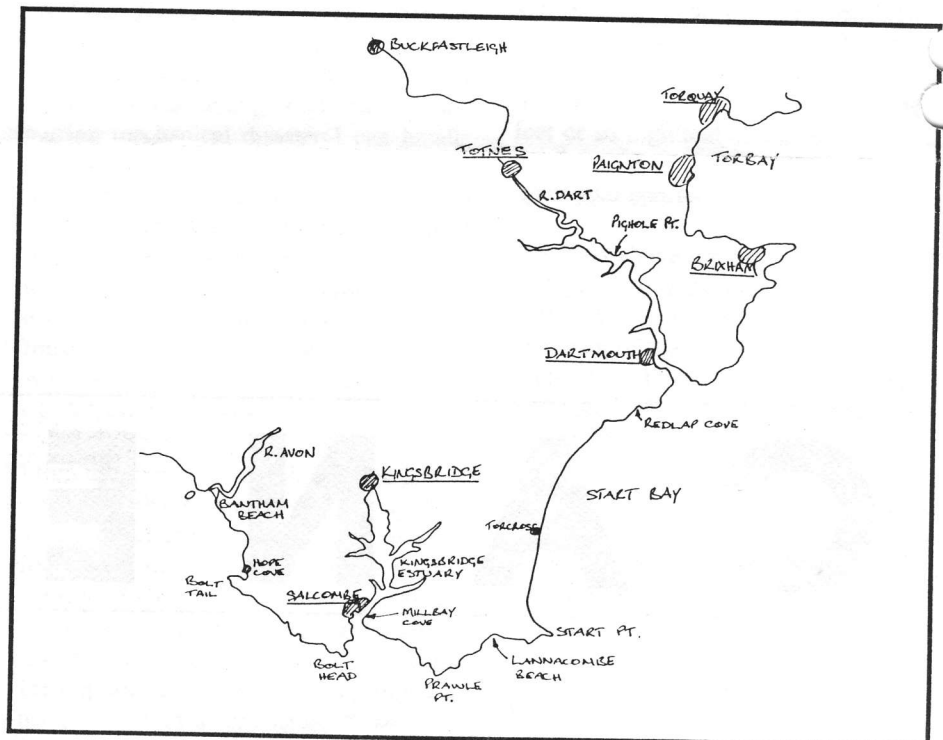 BUCKFASTLEIGH
TORQUAY
TOTNES
PAIGNTON
TORBAY
R. DART
PIGHOLE PT.
BRIXHAM
DARTMOUTH
REDLAP COVE
R. AVON
KINGSBRIDGE
START BAY
BANTHAM
BEACH
TORCROSS
HOPE
COVE
KINGSBRIDGE
ESTUARY
BOLT
TAIL
SALCOMBE
MILLBAY
COVE
START PT.
LANNACOMBE
BEACH
BOLT
HEAD
PRAWLE
PT.